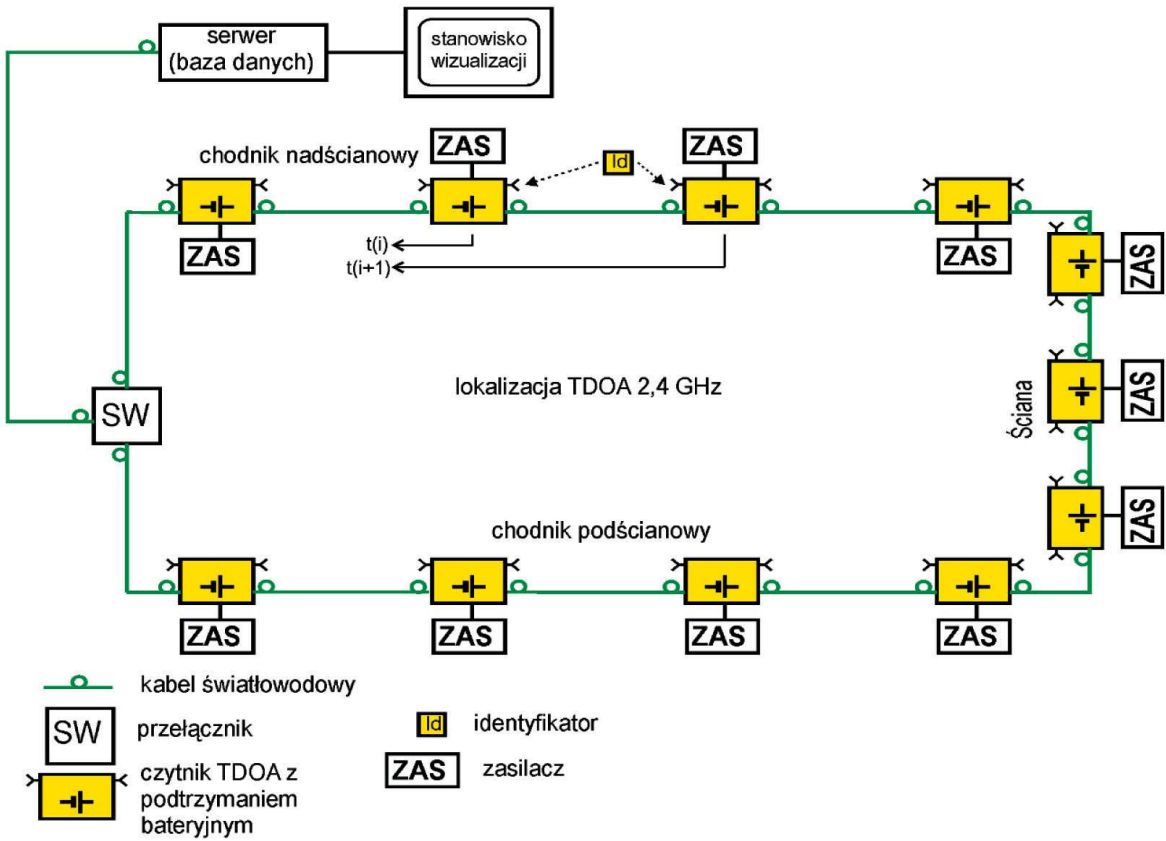 serwer
(baza danych)
stanowisko
wizualizacji
chodnik nadścianowy
ZAS
Id
ZAS
ZAS
t(i)
t(i+1)
ZAS
ZAS
lokalizacja TDOA 2,4 GHz
SW
Ściana
ZAS
ZAS
chodnik podścianowy
ZAS
ZAS
ZAS
ZAS
kabel światłowodowy
SW
przełącznik
Id
identyfikator
czytnik TDOA z
podtrzymaniem
bateryjnym
ZAS
zasilacz